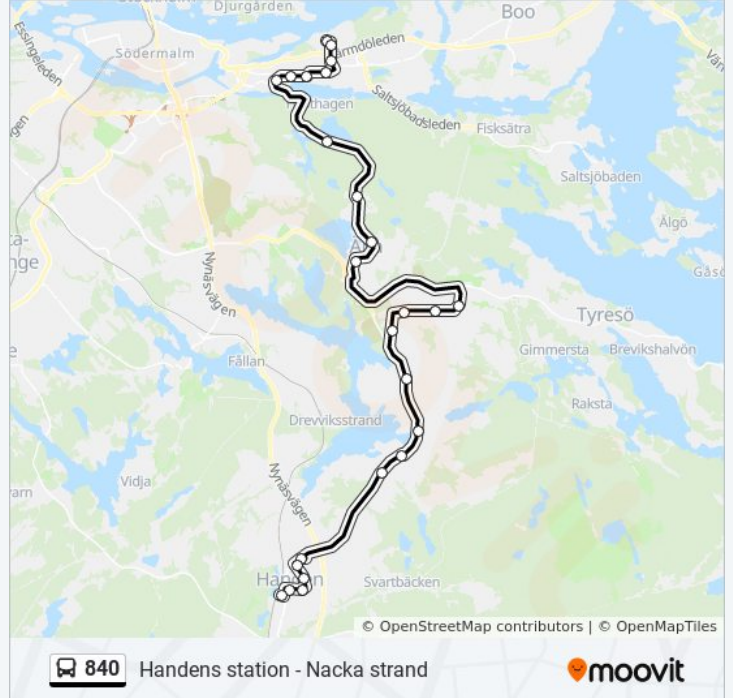 Djurgården
Boo
Värmdöleden
Södermalm
Essingeleden
thagen
Saltsjöbadsleden
Fisksätra
Saltsjöbaden
Älgö
Nynäsvägen
Tyresö
Gimmersta
Brevikshalvön
Fållan
Raksta
Drevviksstrand
Vidja
Nynäsvägen
Svartbäcken
© OpenStreetMap contributors | © OpenMapTiles
840 Handens station - Nacka strand
moovit